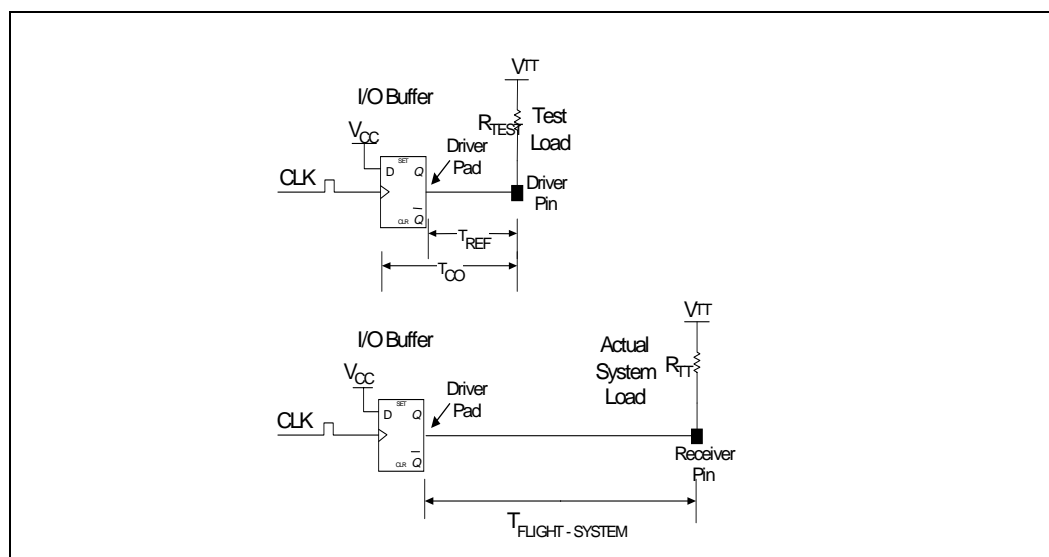 VTT
I/O Buffer
RTEST
Test
Load
VCC
Driver
Pad
SET
D Q
CLK
Driver
Pin
CLR Q
TREF
TCO
VTT
I/O Buffer
Actual
System
Load
RTT
VCC
Driver
Pad
SET
D Q
CLK
CLR Q
Receiver
Pin
TFLIGHT - SYSTEM